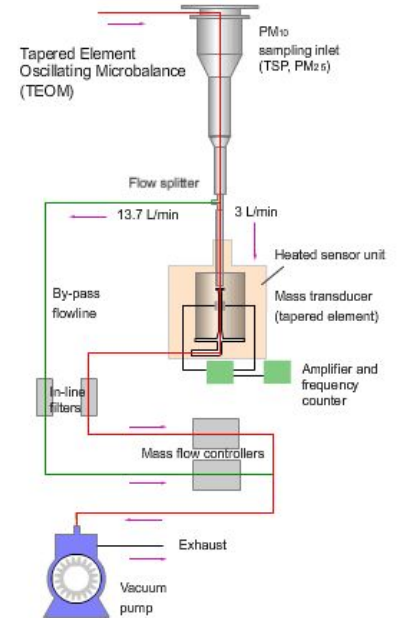 PM10
sampling inlet
(TSP, PM2.5)
Tapered Element
Oscillating Microbalance
(TEOM)
Flow splitter
13.7 L/min
3 L/min
Heated sensor unit
By-pass
flowline
Mass transducer
(tapered element)
Amplifier and
frequency
counter
In-line
filters
Mass flow controllers
Exhaust
Vacuum
pump